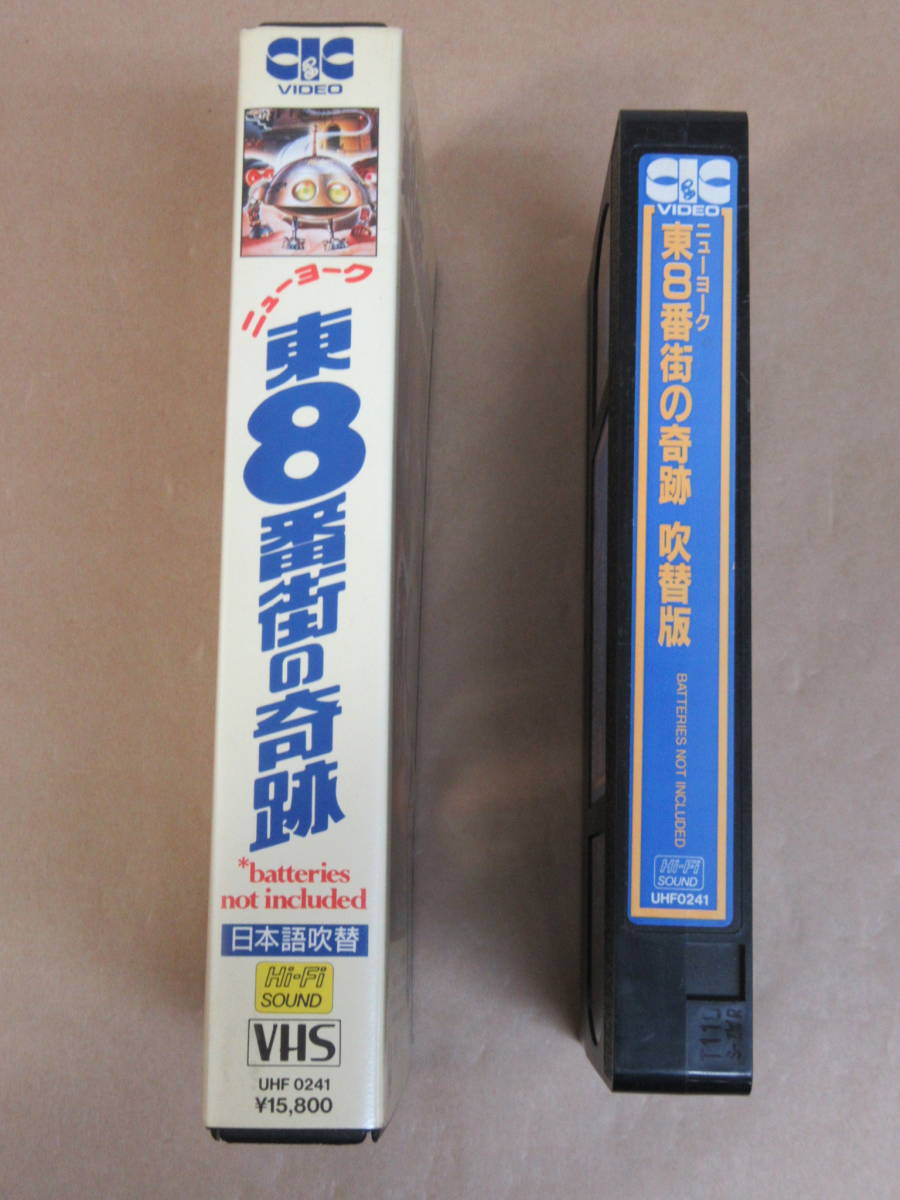 CIC
VIDEO
ニューヨーク
東8番街の奇跡
*batteries
not included
日本語吹替
Hi-Fi
SOUND
VHS
UHF 0241
¥15,800
CIC
VIDEO
ニューヨーク
東8番街の奇跡 吹替版
BATTERIES NOT INCLUDED
Hi-Fi
SOUND
UHF0241